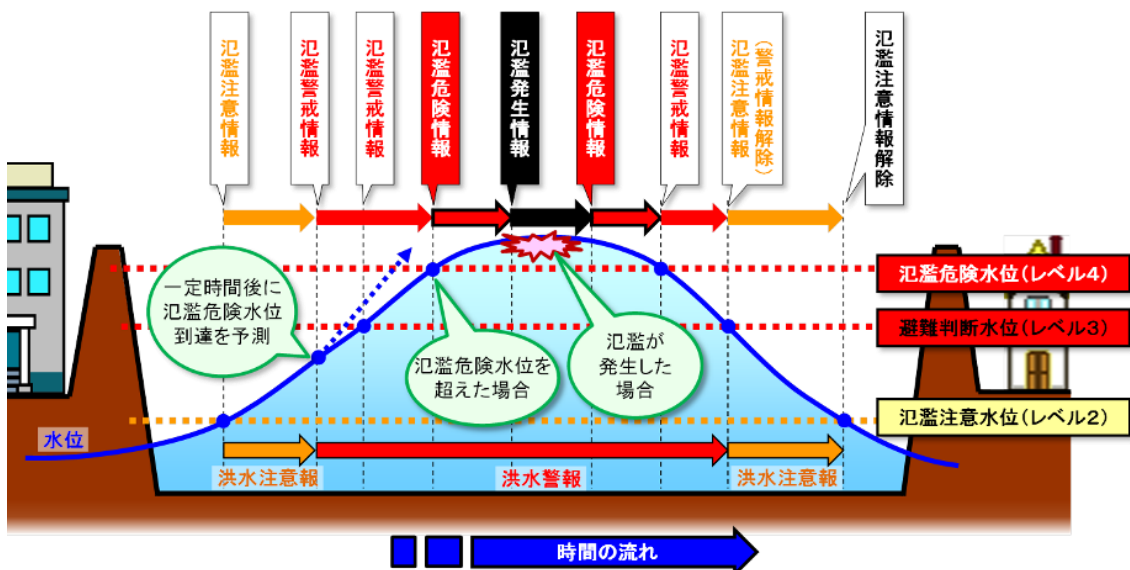 氾濫注意情報
氾濫警戒情報
氾濫警戒情報
氾濫危険情報
氾濫発生情報
氾濫危険情報
氾濫警戒情報
氾濫注意情報
(警戒情報解除)
氾濫注意情報解除
一定時間後に
氾濫危険水位
到達を予測
氾濫危険水位を
超えた場合
氾濫が
発生した
場合
氾濫危険水位(レベル4)
避難判断水位(レベル3)
氾濫注意水位(レベル2)
水位
洪水注意報
洪水警報
洪水注意報
時間の流れ